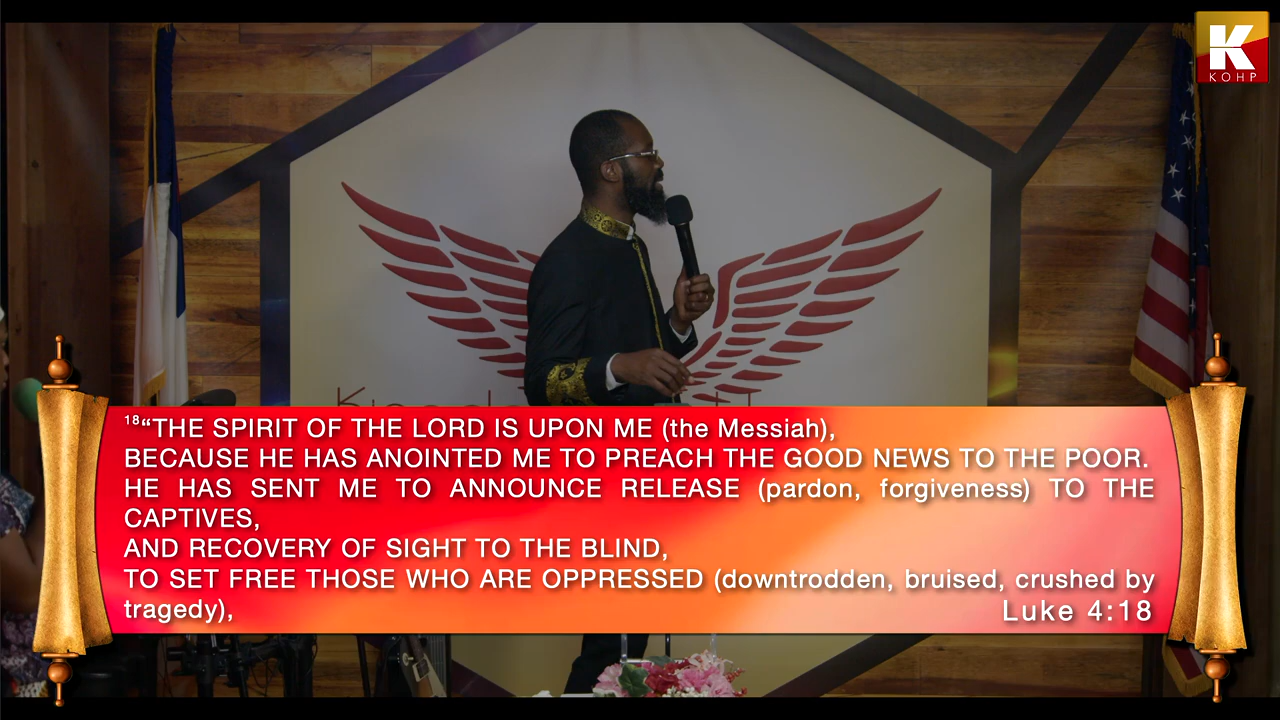 K
KOHP
18“THE SPIRIT OF THE LORD IS UPON ME (the Messiah),
BECAUSE HE HAS ANOINTED ME TO PREACH THE GOOD NEWS TO THE POOR.
HE HAS SENT ME TO ANNOUNCE RELEASE (pardon, forgiveness) TO THE
CAPTIVES,
AND RECOVERY OF SIGHT TO THE BLIND,
TO SET FREE THOSE WHO ARE OPPRESSED (downtrodden, bruised, crushed by
tragedy),
Luke 4:18